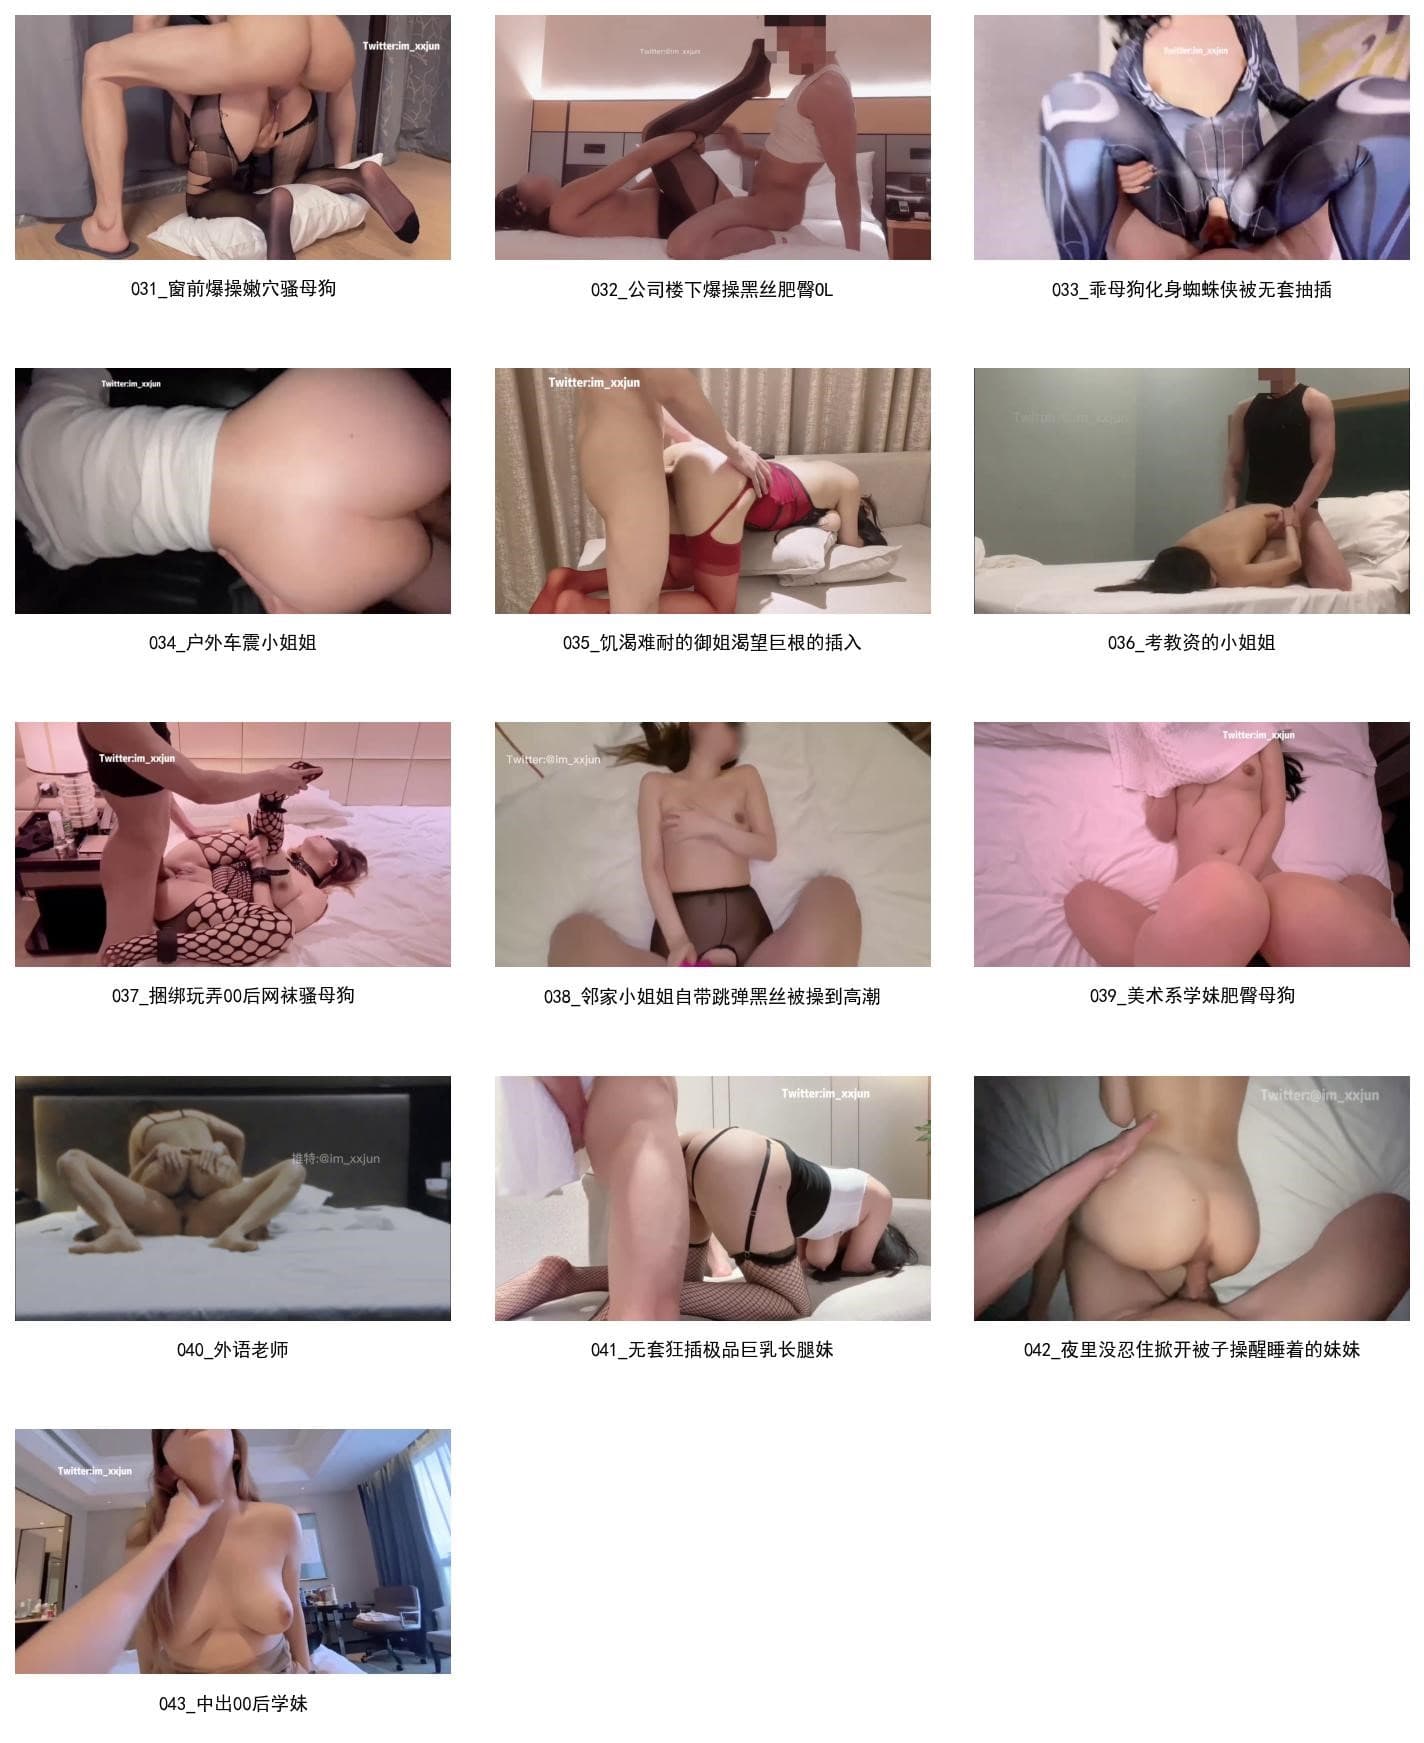 Twitter:im_xxjun
Twitter:@im_xxjun
Twitter:im_xxjun
031_窗前爆操嫩穴骚母狗
032_公司楼下爆操黑丝肥臀OL
033_乖母狗化身蜘蛛侠被无套抽插
Twitter:im_xxjun
Twitter:im_xxjun
034_户外车震小姐姐
035_饥渴难耐的御姐渴望巨根的插入
036_考教资的小姐姐
Twitter:im_xxjun
Twitter:@im_xxjun
Twitter:im_xxjun
037_捆绑玩弄00后网袜骚母狗
038_邻家小姐姐自带跳弹黑丝被操到高潮
039_美术系学妹肥臀母狗
推特:@im_xxjun
Twitter:im_xxjun
Twitter:@im_xxjun
040_外语老师
041_无套狂插极品巨乳长腿妹
042_夜里没忍住掀开被子操醒睡着的妹妹
Twitter:im_xxjun
043_中出00后学妹